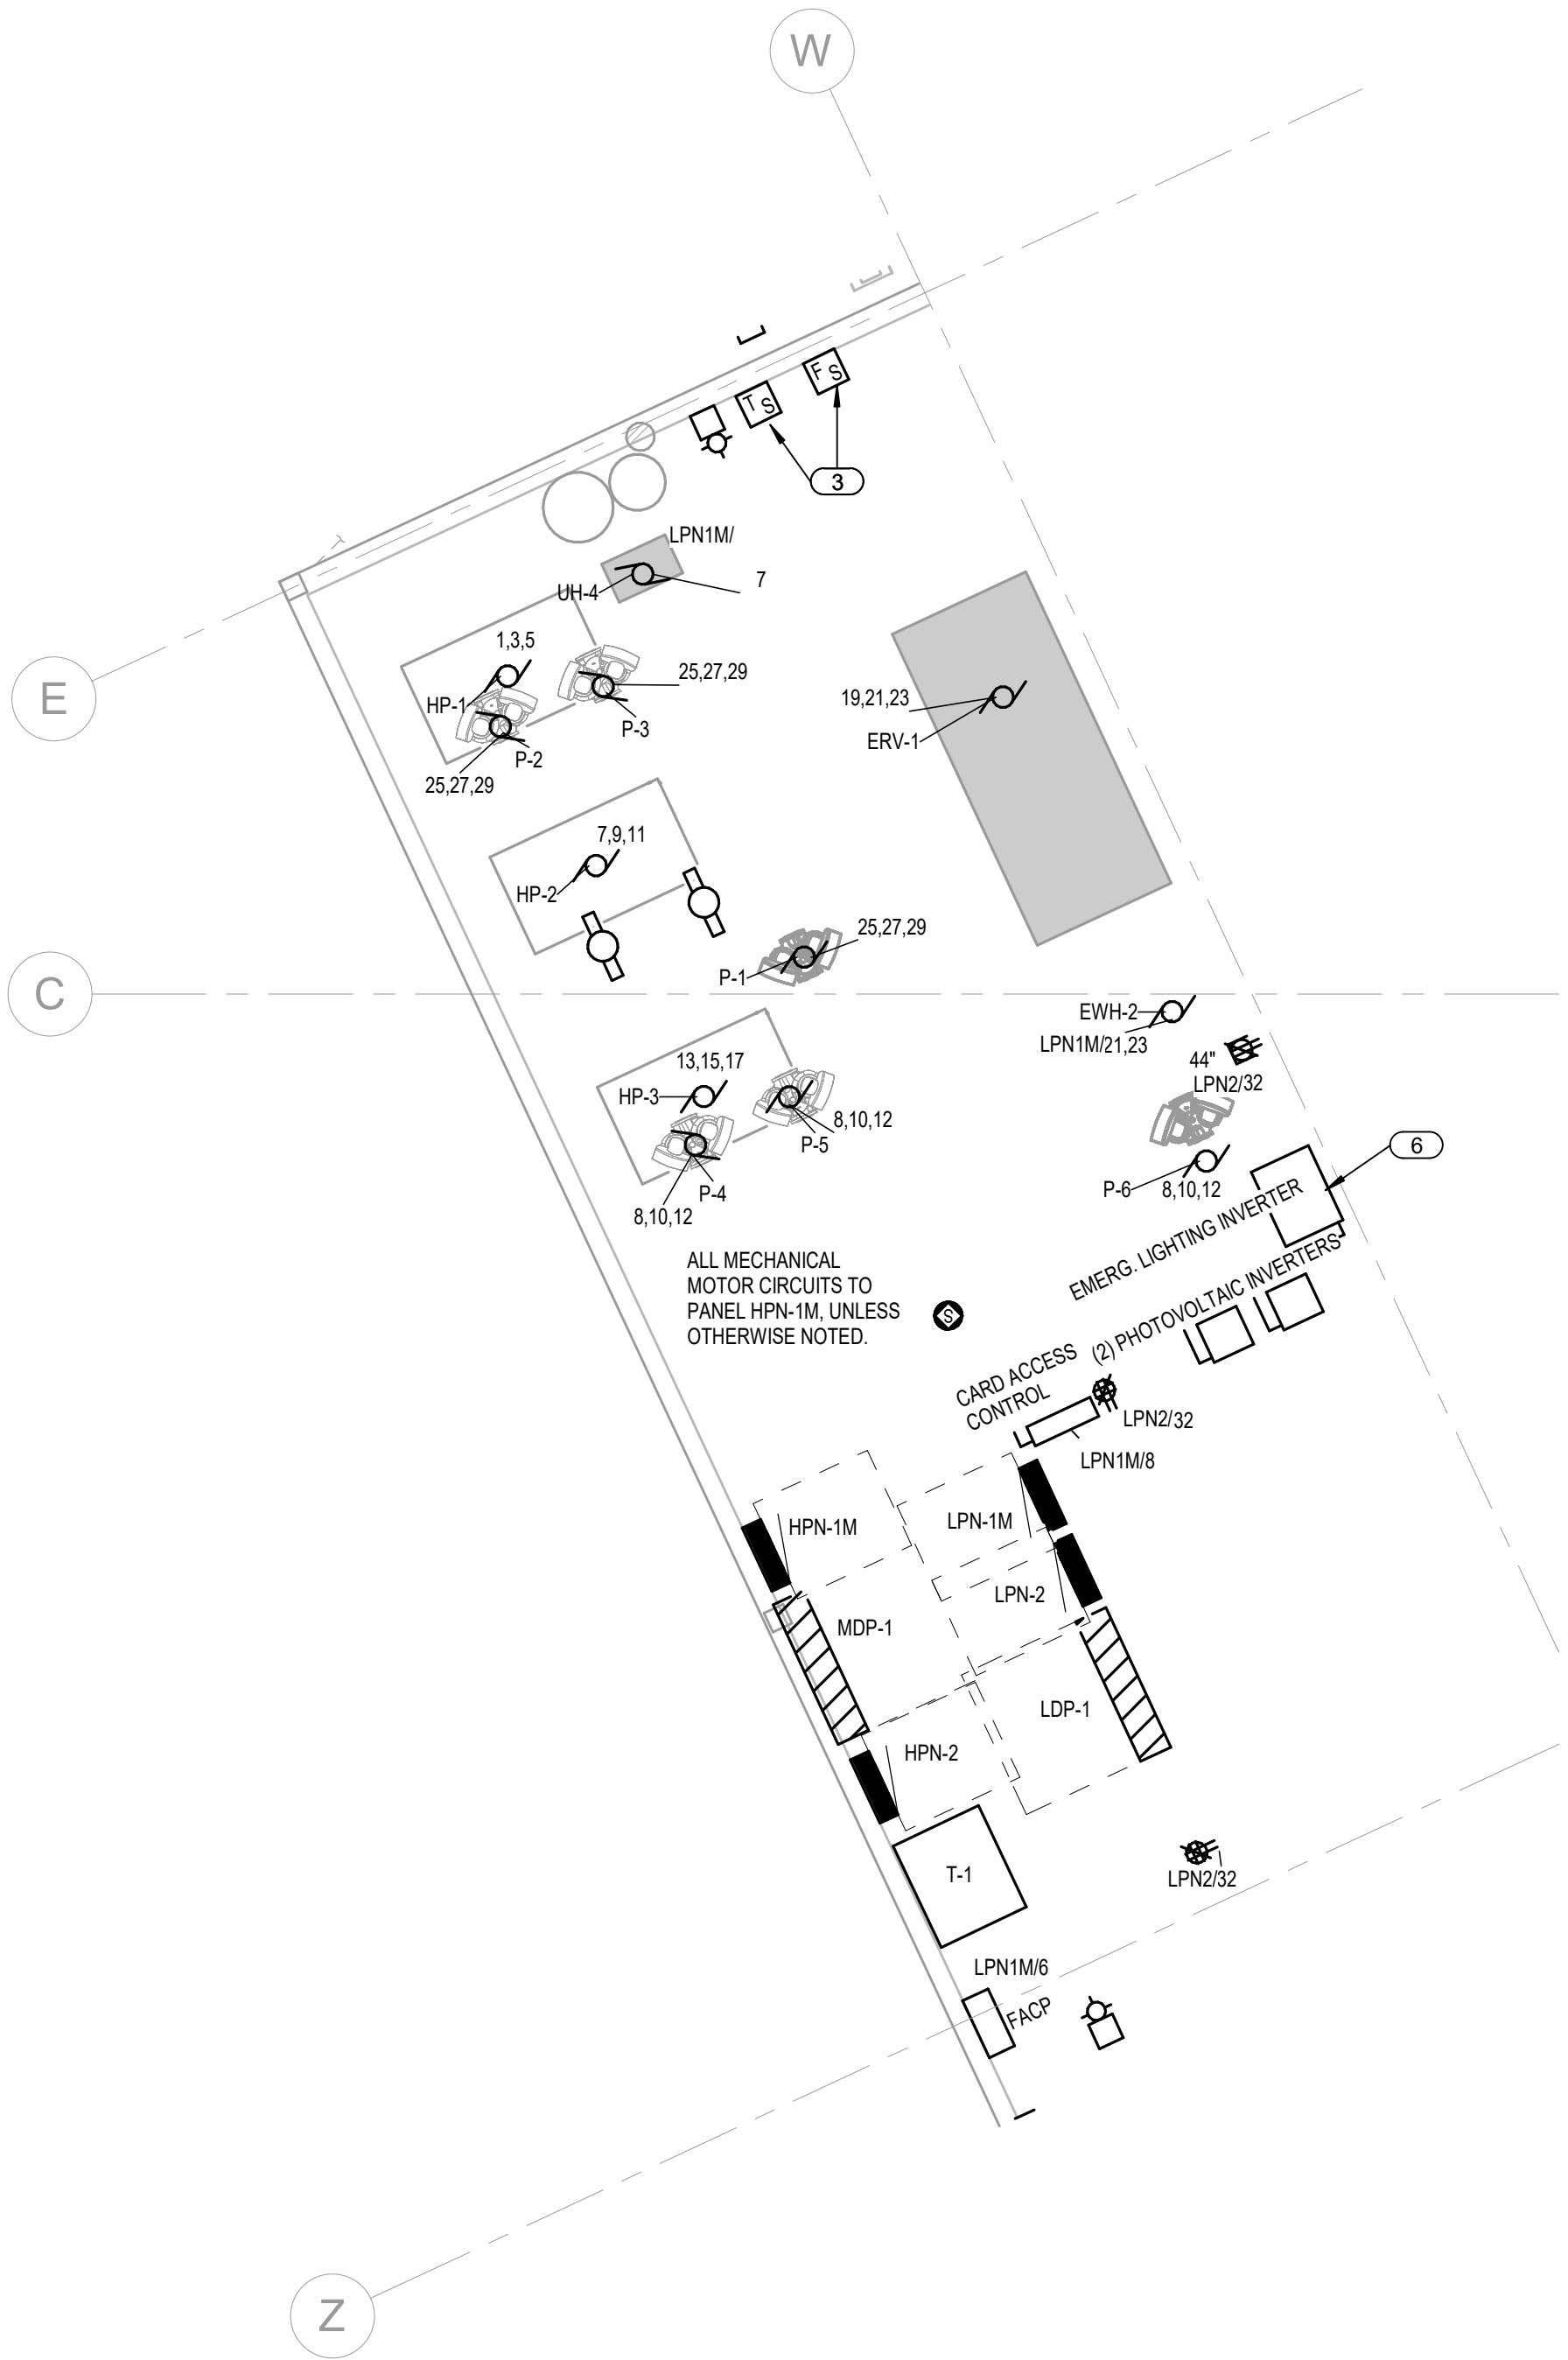 W
F S
T S
3
LPN1M/
7
UH-4
1,3,5
HP-1
25,27,29
P-3
P-2
25,27,29
19,21,23
ERV-1
E
7,9,11
HP-2
25,27,29
P-1
C
EWH-2
LPN1M/21,23
44"
LPN2/32
13,15,17
HP-3
8,10,12
P-5
P-4
8,10,12
P-6
8,10,12
6
EMERG. LIGHTING INVERTER
(2) PHOTOVOLTAIC INVERTERS
ALL MECHANICAL
MOTOR CIRCUITS TO
PANEL HPN-1M, UNLESS
OTHERWISE NOTED.
S
CARD ACCESS
CONTROL
LPN2/32
LPN1M/8
HPN-1M
LPN-1M
LPN-2
MDP-1
LDP-1
HPN-2
T-1
LPN2/32
LPN1M/6
FACP
Z